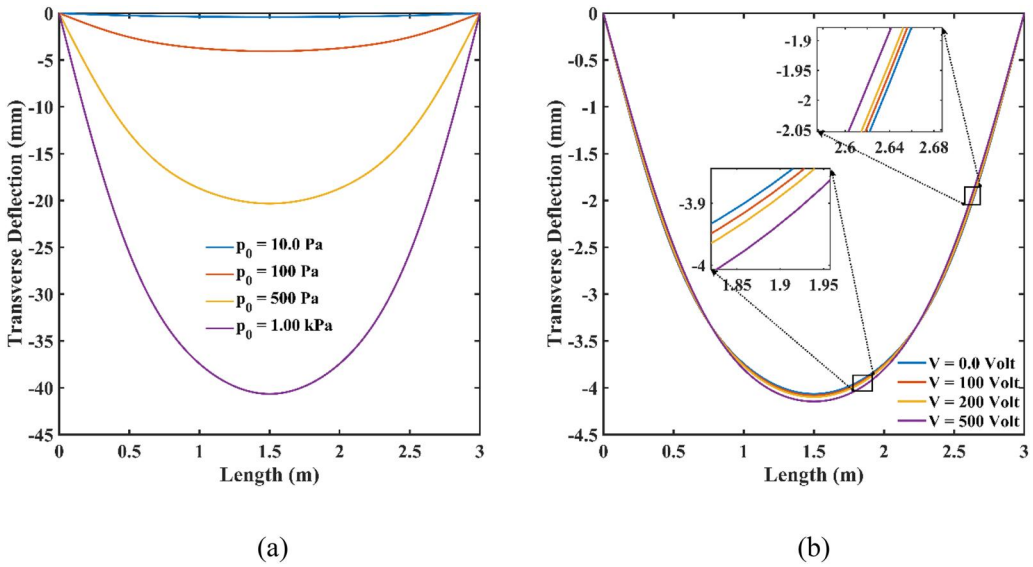 0
-5
-10
-15
-20
-25
-30
-35
-40
-45
Transverse Deflection (mm)
p0 = 10.0 Pa
p0 = 100 Pa
p0 = 500 Pa
p0 = 1.00 kPa
0 0.5 1 1.5 2 2.5 3
Length (m)
(a)
0
-0.5
-1
-1.5
-2
-2.5
-3
-3.5
-4
-4.5
Transverse Deflection (mm)
-1.9
-1.95
-2
-2.05
2.6 2.64 2.68
-3.9
-4
1.85 1.9 1.95
V = 0.0 Volt
V = 100 Volt
V = 200 Volt
V = 500 Volt
0 0.5 1 1.5 2 2.5 3
Length (m)
(b)